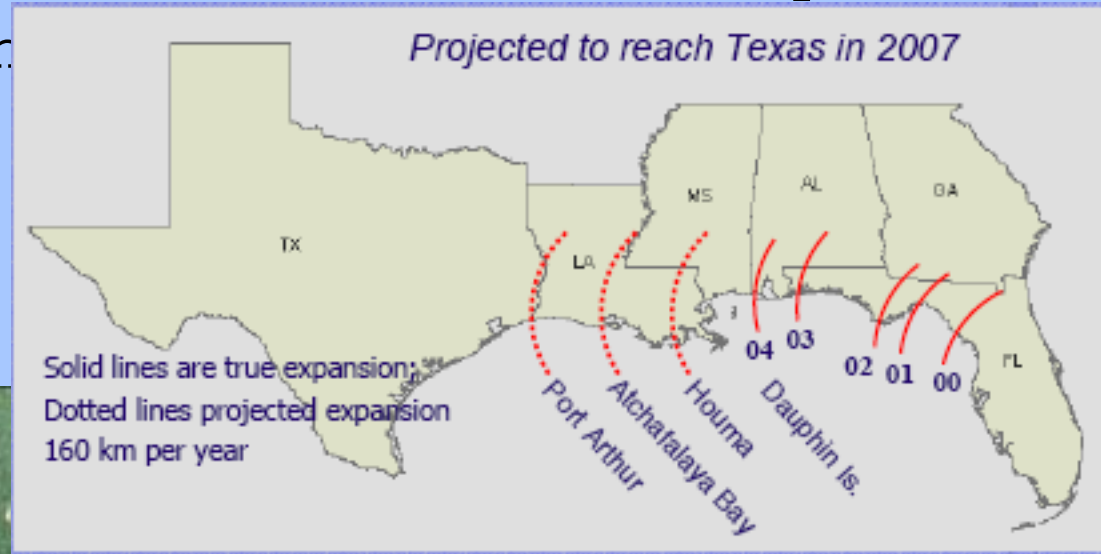 Projected to reach Texas in 2007
TX
LA
MS
AL
GA
FL
04
03
02
01
00
Solid lines are true expansion;
Dotted lines projected expansion
160 km per year
Port Arthur
Atchafalaya Bay
Houma
Dauphin Is.